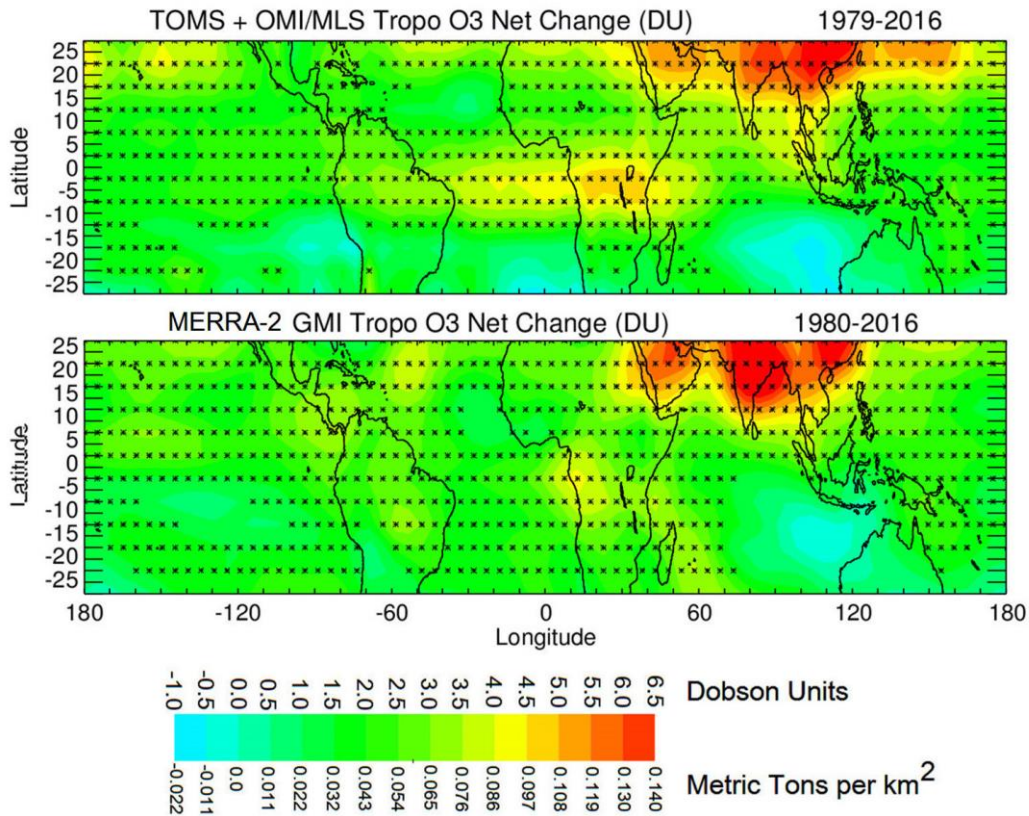 TOMS + OMI/MLS Tropo O3 Net Change (DU) 1979-2016
25
20
15
10
5
0
-5
-10
-15
-20
-25
Latitude
MERRA-2 GMI Tropo O3 Net Change (DU) 1980-2016
25
20
15
10
5
0
-5
-10
-15
-20
-25
Latitude
180 -120 -60 0 60 120 180
Longitude
-1.0 -0.5 0.0 0.5 1.0 1.5 2.0 2.5 3.0 3.5 4.0 4.5 5.0 5.5 6.0 6.5 Dobson Units
-0.022 -0.011 0.0 0.011 0.022 0.032 0.043 0.054 0.065 0.076 0.086 0.097 0.108 0.119 0.130 0.140 Metric Tons per km2